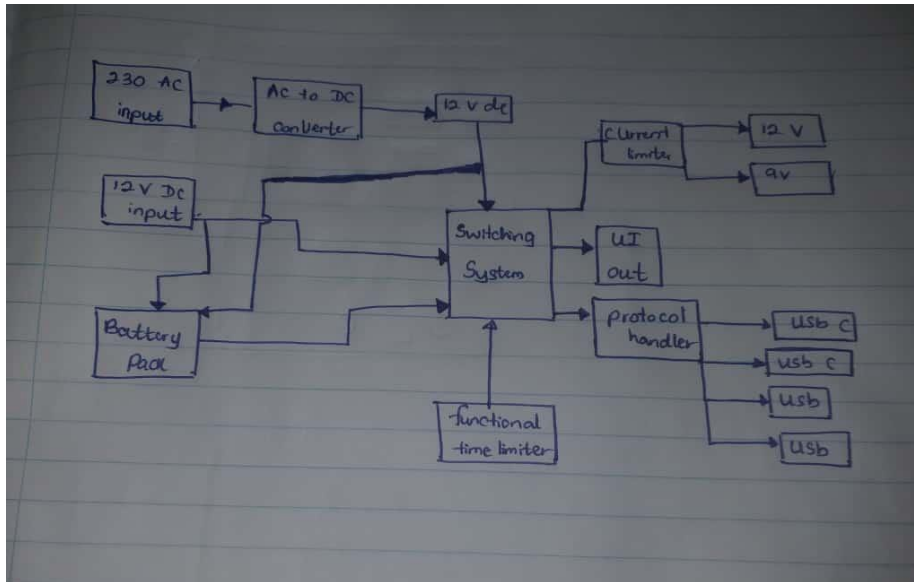 230 AC
input
AC to DC
converter
12 V dc
Current
limiter
12 V
9V
12V DC
input
Switching
System
UI
out
Battery
Pack
protocol
handler
usb C
usb C
usb
usb
functional
time limiter